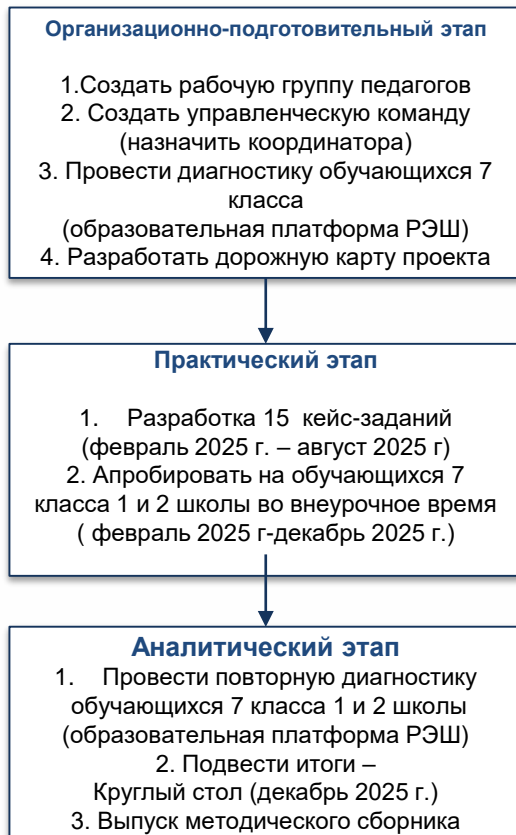 Организационно-подготовительный этап
1.Создать рабочую группу педагогов
2. Создать управленческую команду
(назначить координатора)
3. Провести диагностику обучающихся 7
класса
(образовательная платформа РЭШ)
4. Разработать дорожную карту проекта
Практический этап
1. Разработка 15 кейс-заданий
(февраль 2025 г. – август 2025 г)
2. Апробировать на обучающихся 7
класса 1 и 2 школы во внеурочное время
( февраль 2025 г-декабрь 2025 г.)
Аналитический этап
1. Провести повторную диагностику
обучающихся 7 класса 1 и 2 школы
(образовательная платформа РЭШ)
2. Подвести итоги –
Круглый стол (декабрь 2025 г.)
3. Выпуск методического сборника